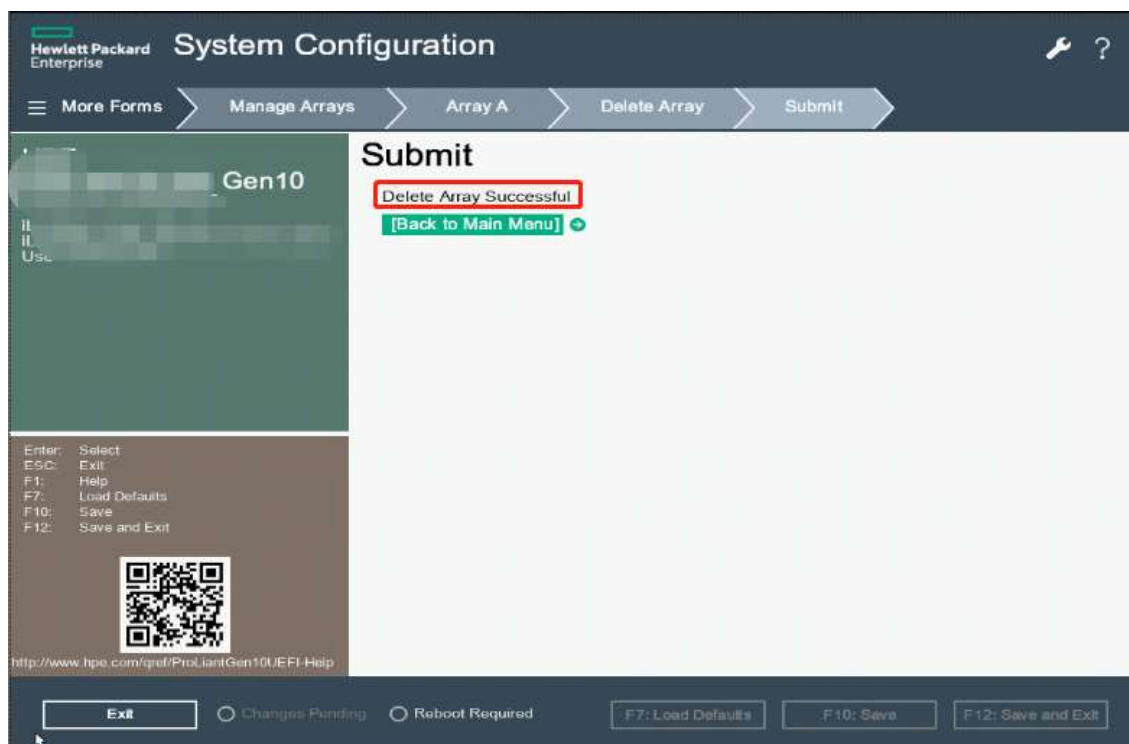 Hewlett Packard
Enterprise
System Configuration
?
More Forms
Manage Arrays
Array A
Delete Array
Submit
Gen10
Submit
Delete Array Successful
[Back to Main Menu]
Enter: Select
ESC: Exit
F1: Help
F7: Load Defaults
F10: Save
F12: Save and Exit
http://www.hpe.com/qref/ProLiantGen10UEFI-Help
Exit
Changes Pending
Reboot Required
F7: Load Defaults
F10: Save
F12: Save and Exit